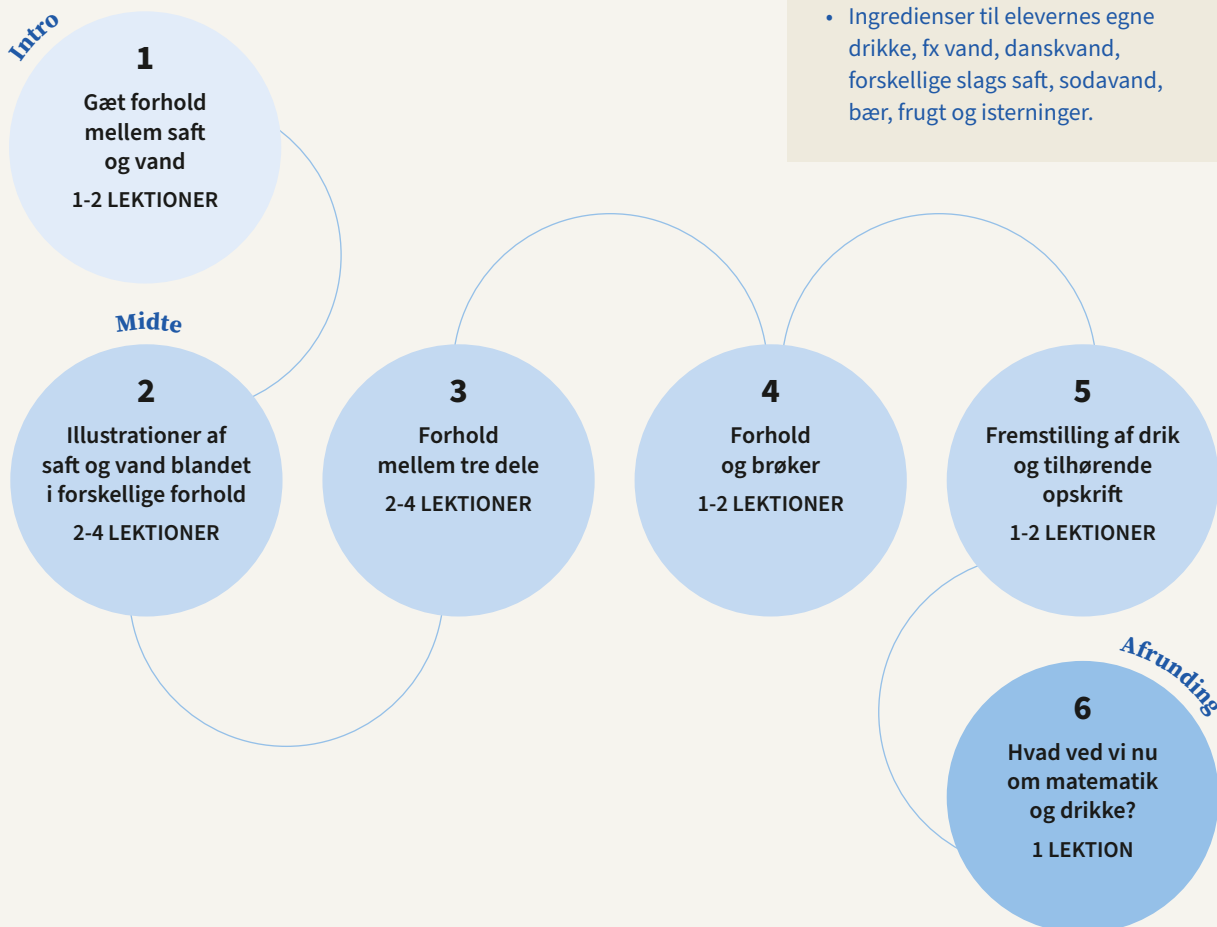 Intro
1
Gæt forhold
mellem saft
og vand
1-2 LEKTIONER
• Ingredienser til elevernes egne
drikke, fx vand, danskvand,
forskellige slags saft, sodavand,
bær, frugt og isterninger.
Midte
2
Illustrationer af
saft og vand blandet
i forskellige forhold
2-4 LEKTIONER
3
Forhold
mellem tre dele
2-4 LEKTIONER
4
Forhold
og brøker
1-2 LEKTIONER
5
Fremstilling af drik
og tilhørende
opskrift
1-2 LEKTIONER
Afrunding
6
Hvad ved vi nu
om matematik
og drikke?
1 LEKTION